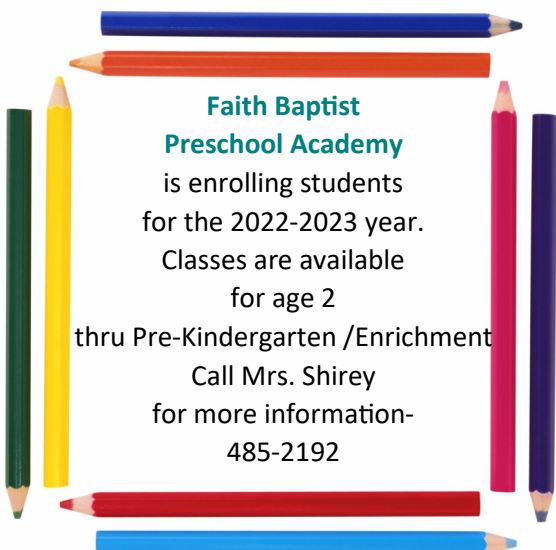 Faith Baptist
Preschool Academy
is enrolling students
for the 2022-2023 year.
Classes are available
for age 2
thru Pre-Kindergarten /Enrichment
Call Mrs. Shirey
for more information-
485-2192